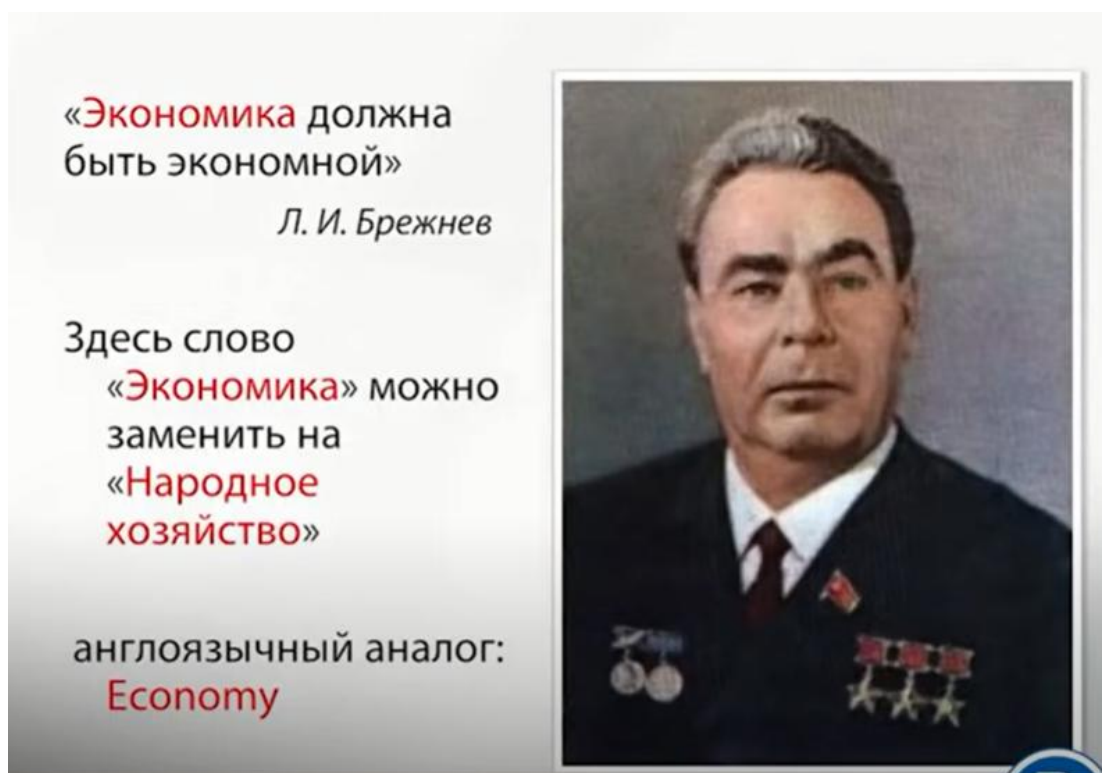 «Экономика должна
быть экономной»
Л. И. Брежнев
Здесь слово
«Экономика» можно
заменить на
«Народное
хозяйство»
англоязычный аналог:
Economy